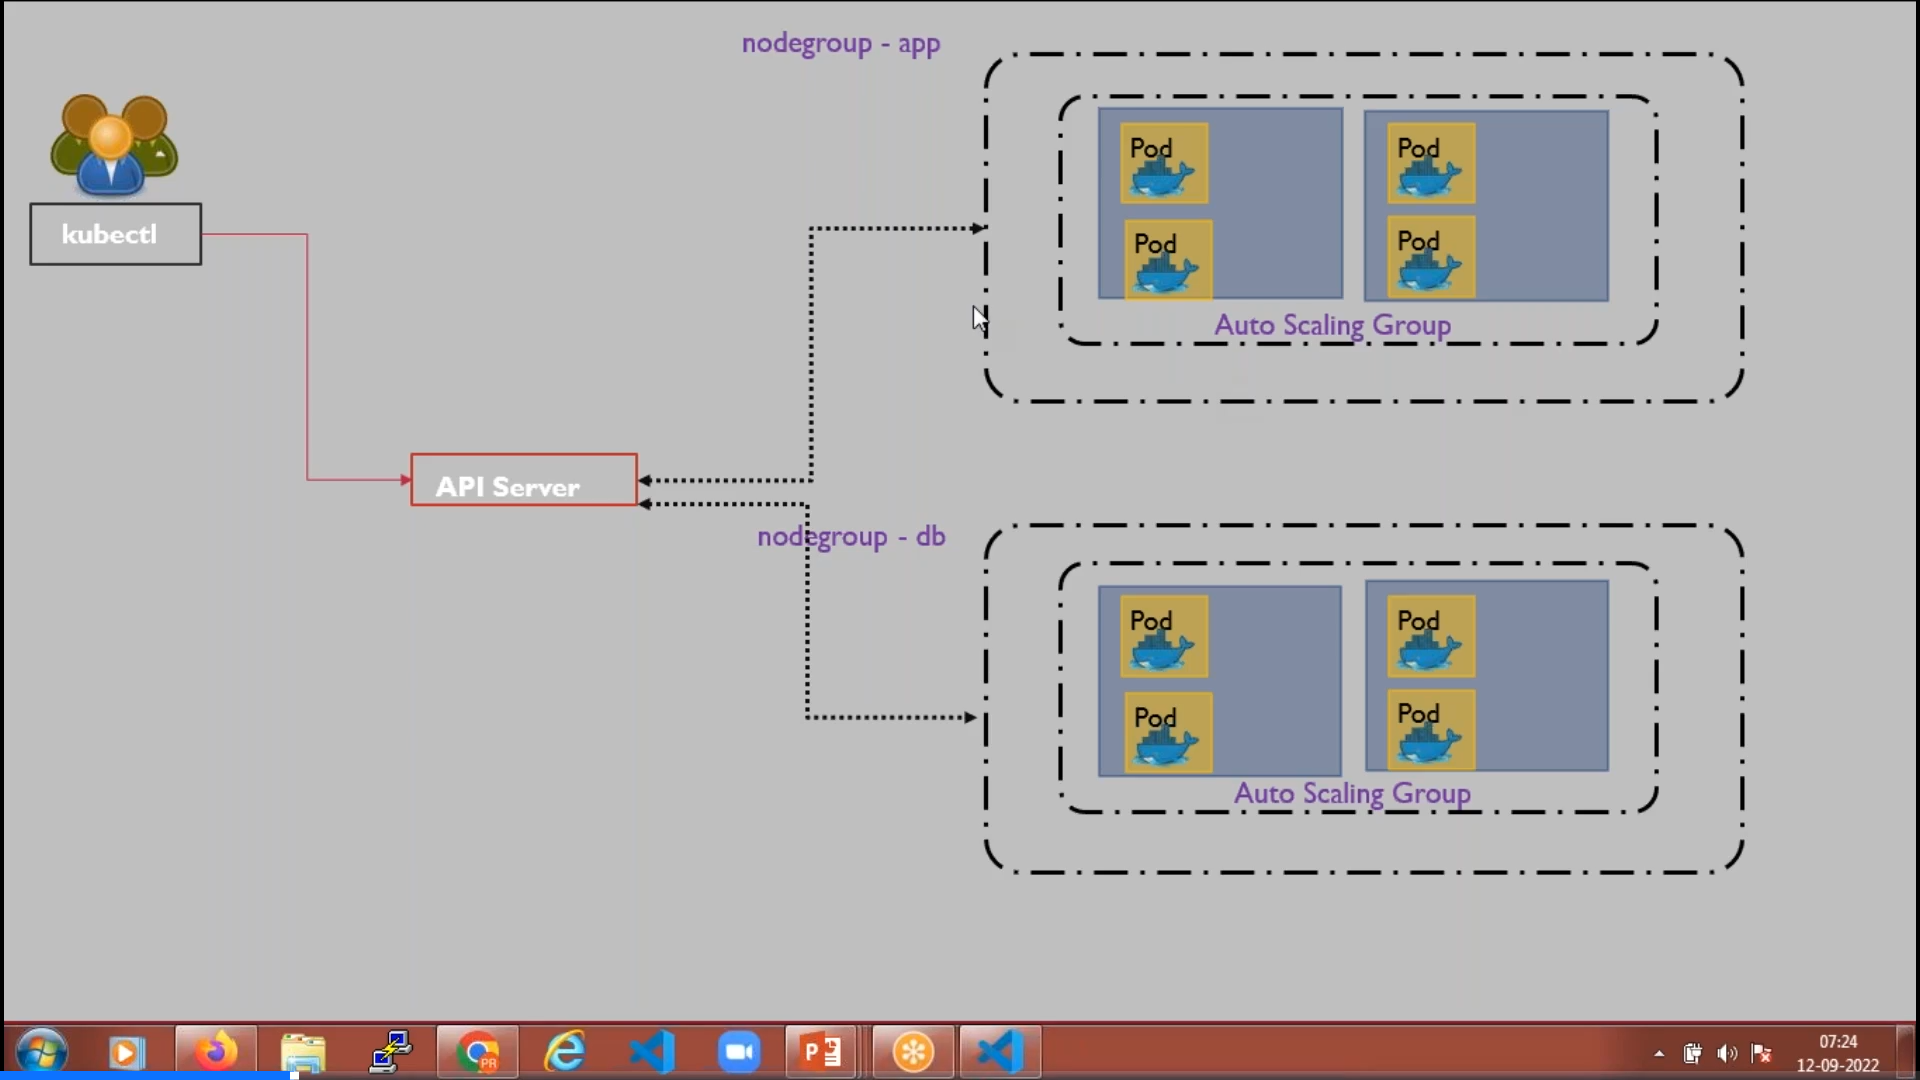 nodegroup - app
kubectl
Pod
Pod
Pod
Pod
Auto Scaling Group
API Server
nodegroup - db
Pod
Pod
Pod
Pod
Auto Scaling Group
PR
P
07:24
12-09-2022